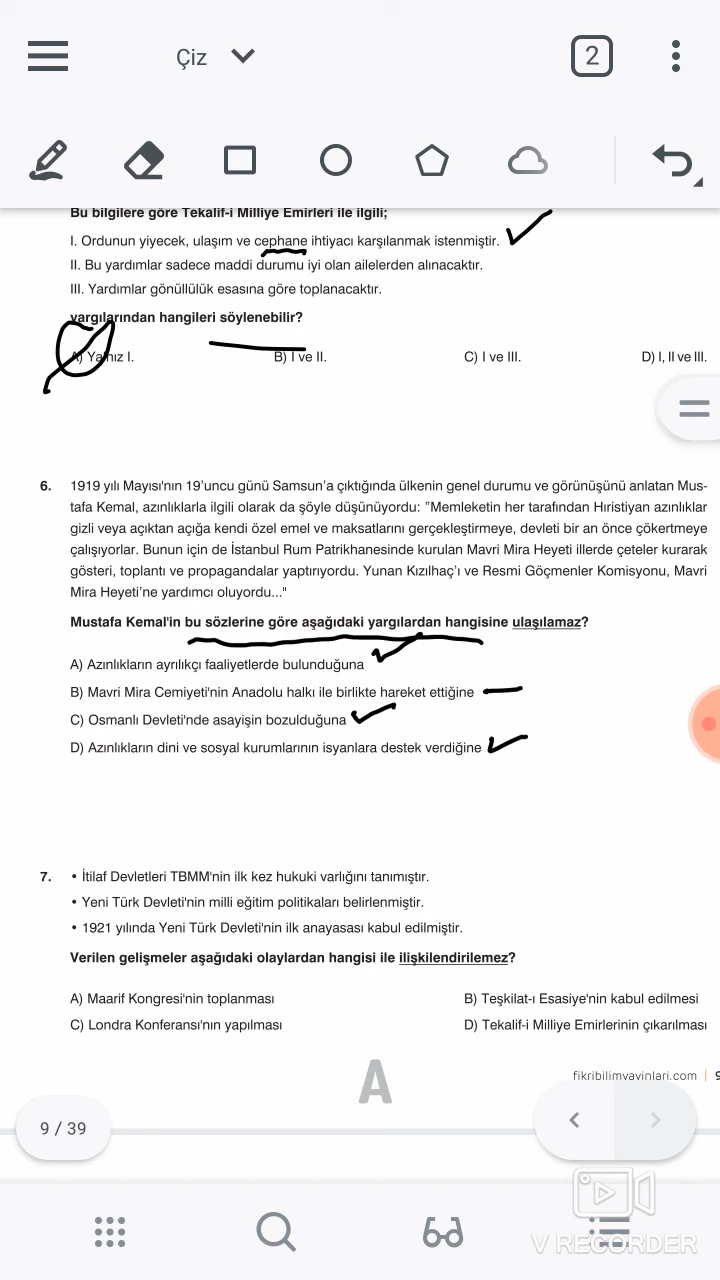 Çiz
2
Bu bilgilere göre Tekalif-i Milliye Emirleri ile ilgili;
I. Ordunun yiyecek, ulaşım ve cephane ihtiyacı karşılanmak istenmiştir.
II. Bu yardımlar sadece maddi durumu iyi olan ailelerden alınacaktır.
III. Yardımlar gönüllülük esasına göre toplanacaktır.
yargılarından hangileri söylenebilir?
A) Yalnız I. B) I ve II. C) I ve III. D) I, II ve III.
6. 1919 yılı Mayısı'nın 19'uncu günü Samsun'a çıktığında ülkenin genel durumu ve görünüşünü anlatan Mus-
tafa Kemal, azınlıklarla ilgili olarak da şöyle düşünüyordu: "Memleketin her tarafından Hıristiyan azınlıklar
gizli veya açıktan açığa kendi özel emel ve maksatlarını gerçekleştirmeye, devleti bir an önce çökertmeye
çalışıyorlar. Bunun için de İstanbul Rum Patrikhanesinde kurulan Mavri Mira Heyeti illerde çeteler kurarak
gösteri, toplantı ve propagandalar yaptırıyordu. Yunan Kızılhaç'ı ve Resmi Göçmenler Komisyonu, Mavri
Mira Heyeti'ne yardımcı oluyordu..."
Mustafa Kemal'in bu sözlerine göre aşağıdaki yargılardan hangisine ulaşılamaz?
A) Azınlıkların ayrılıkçı faaliyetlerde bulunduğuna
B) Mavri Mira Cemiyeti'nin Anadolu halkı ile birlikte hareket ettiğine
C) Osmanlı Devleti'nde asayişin bozulduğuna
D) Azınlıkların dini ve sosyal kurumlarının isyanlara destek verdiğine
7. • İtilaf Devletleri TBMM'nin ilk kez hukuki varlığını tanımıştır.
• Yeni Türk Devleti'nin milli eğitim politikaları belirlenmiştir.
• 1921 yılında Yeni Türk Devleti'nin ilk anayasası kabul edilmiştir.
Verilen gelişmeler aşağıdaki olaylardan hangisi ile ilişkilendirilemez?
A) Maarif Kongresi'nin toplanması B) Teşkilat-ı Esasiye'nin kabul edilmesi
C) Londra Konferansı'nın yapılması D) Tekalif-i Milliye Emirlerinin çıkarılması
fikribilimyayinlari.com | 9
A
9 / 39
V RECORDER